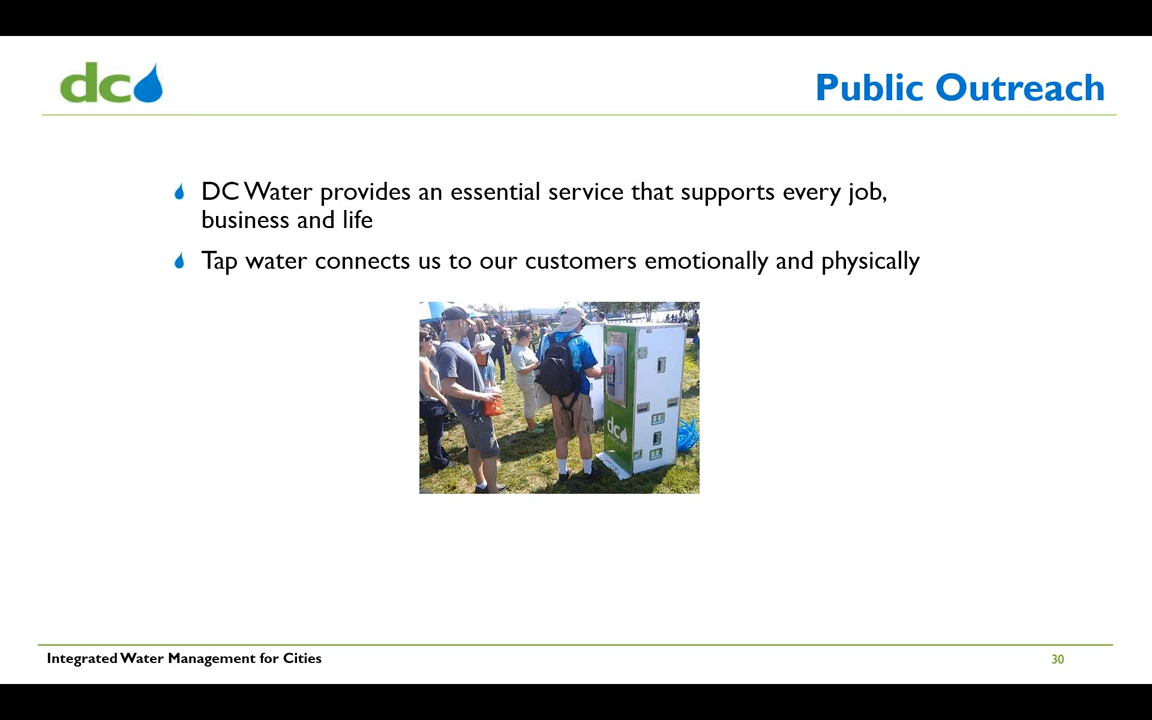 dc
Public Outreach
DC Water provides an essential service that supports every job,
business and life
Tap water connects us to our customers emotionally and physically
dc
Integrated Water Management for Cities
30